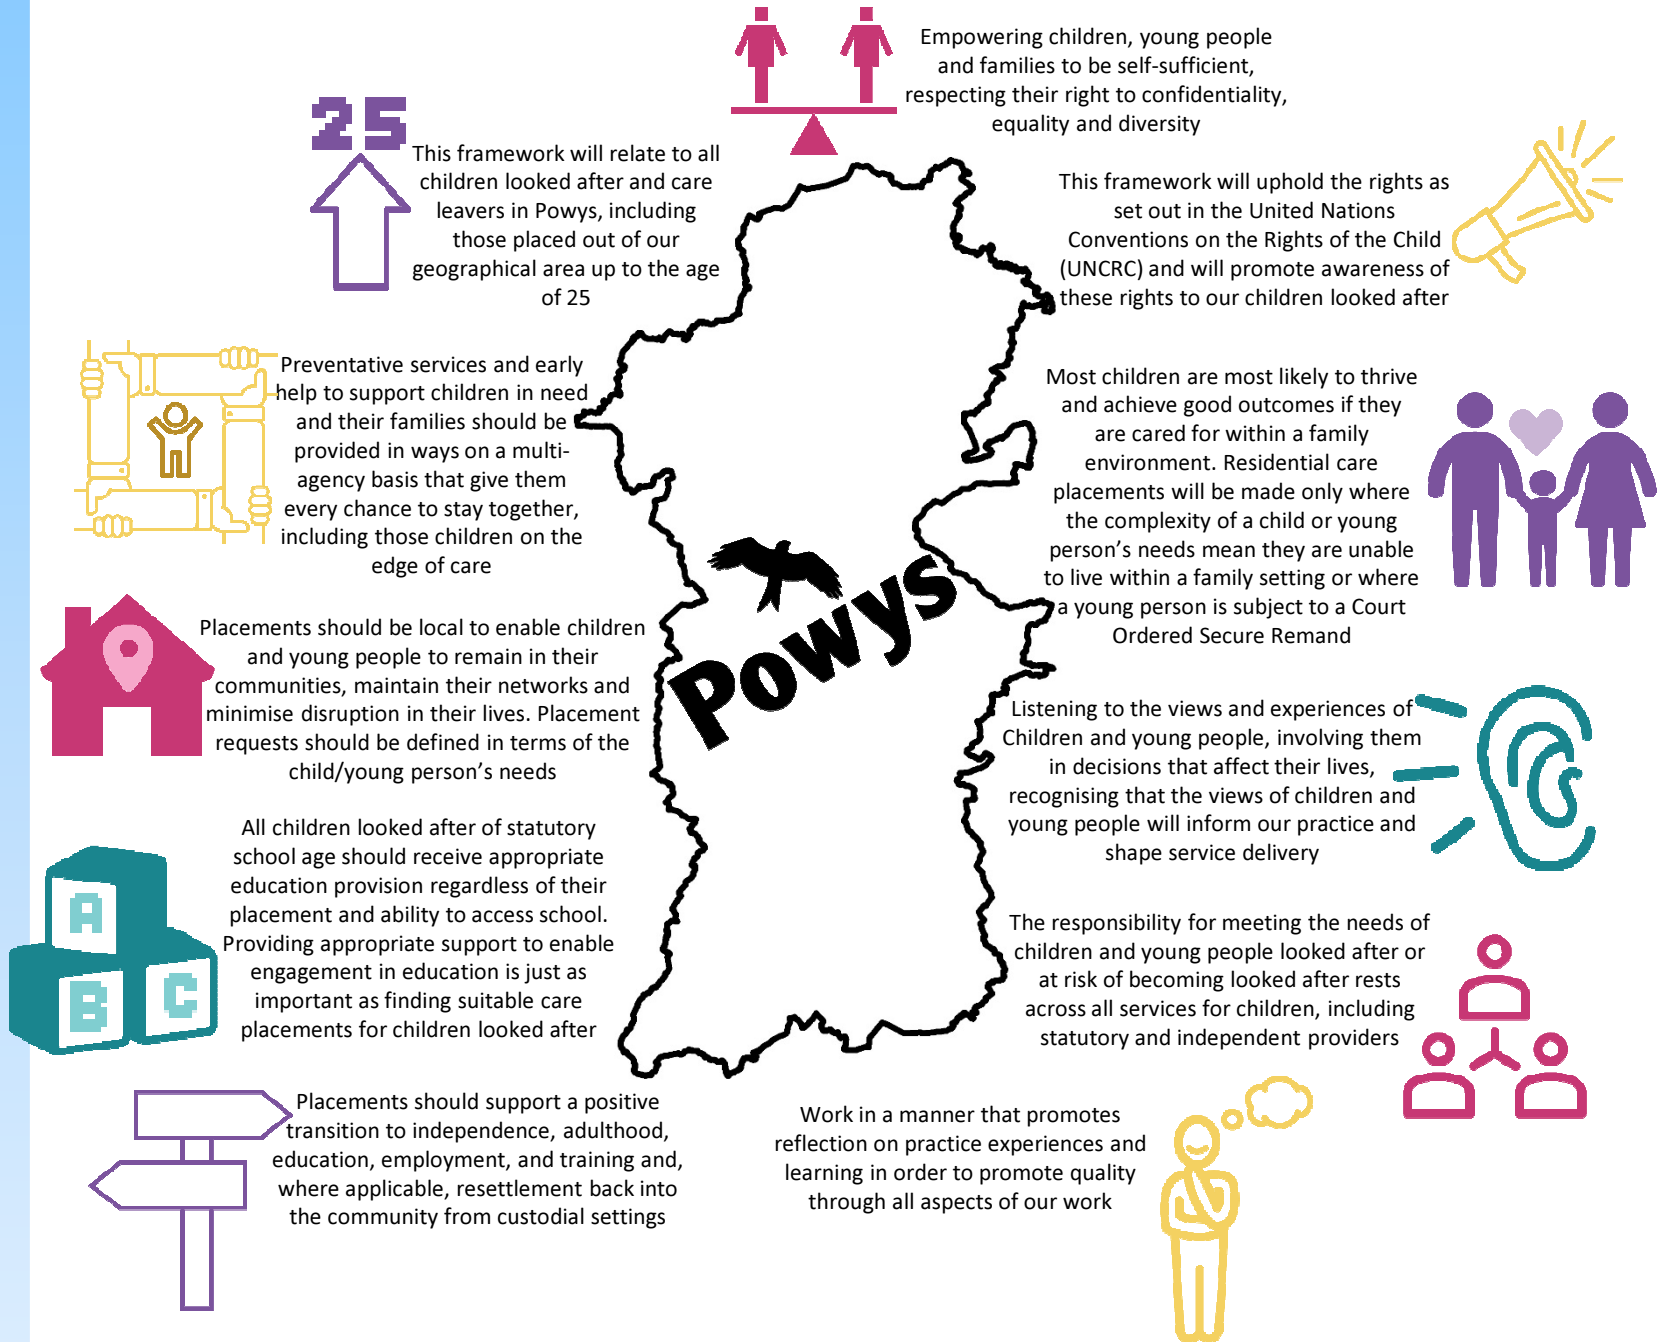 Empowering children, young people
and families to be self-sufficient,
respecting their right to confidentiality,
equality and diversity
25
This framework will relate to all
children looked after and care
leavers in Powys, including
those placed out of our
geographical area up to the age
of 25
This framework will uphold the rights as
set out in the United Nations
Conventions on the Rights of the Child
(UNCRC) and will promote awareness of
these rights to our children looked after
Preventative services and early
help to support children in need
and their families should be
provided in ways on a multi-
agency basis that give them
every chance to stay together,
including those children on the
edge of care
Most children are most likely to thrive
and achieve good outcomes if they
are cared for within a family
environment. Residential care
placements will be made only where
the complexity of a child or young
person's needs mean they are unable
to live within a family setting or where
a young person is subject to a Court
Ordered Secure Remand
Powys
Placements should be local to enable children
and young people to remain in their
communities, maintain their networks and
minimise disruption in their lives. Placement
requests should be defined in terms of the
child/young person's needs
Listening to the views and experiences of
Children and young people, involving them
in decisions that affect their lives,
recognising that the views of children and
young people will inform our practice and
shape service delivery
All children looked after of statutory
school age should receive appropriate
education provision regardless of their
placement and ability to access school.
Providing appropriate support to enable
engagement in education is just as
important as finding suitable care
placements for children looked after
A
B
C
The responsibility for meeting the needs of
children and young people looked after or
at risk of becoming looked after rests
across all services for children, including
statutory and independent providers
Placements should support a positive
transition to independence, adulthood,
education, employment, and training and,
where applicable, resettlement back into
the community from custodial settings
Work in a manner that promotes
reflection on practice experiences and
learning in order to promote quality
through all aspects of our work